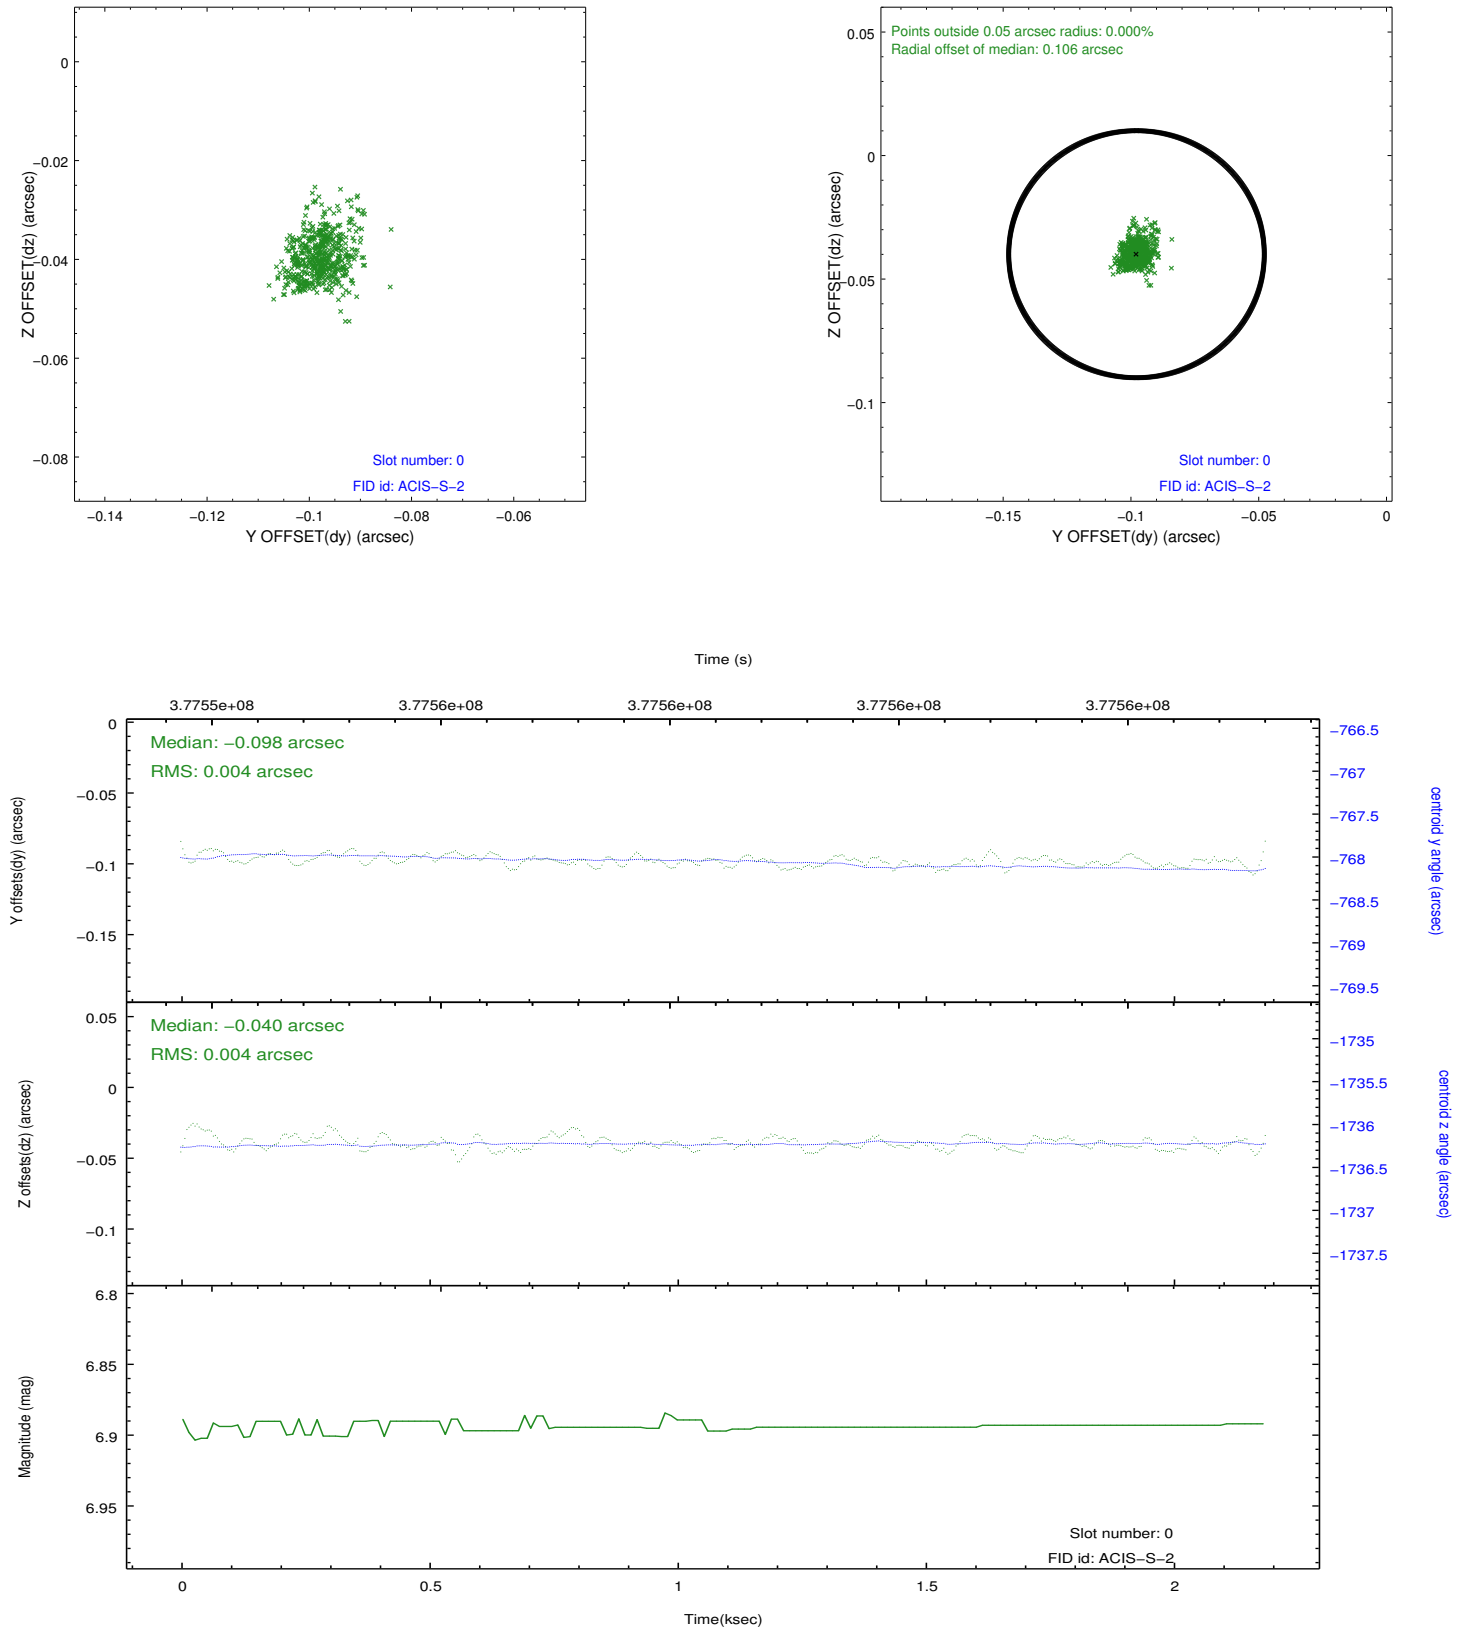 0
−0.02
−0.04
−0.06
−0.08
Z OFFSET(dz) (arcsec)
Slot number: 0
FID id: ACIS−S−2
−0.14
−0.12
−0.1
−0.08
−0.06
Y OFFSET(dy) (arcsec)
Points outside 0.05 arcsec radius: 0.000%
Radial offset of median: 0.106 arcsec
0.05
0
−0.05
−0.1
Z OFFSET(dz) (arcsec)
Slot number: 0
FID id: ACIS−S−2
−0.15
−0.1
−0.05
0
Y OFFSET(dy) (arcsec)
Time (s)
3.7755e+08
3.7756e+08
3.7756e+08
3.7756e+08
3.7756e+08
Median: −0.098 arcsec
RMS: 0.004 arcsec
0
−0.05
−0.1
−0.15
Y offsets(dy) (arcsec)
−766.5
−767
−767.5
−768
−768.5
−769
−769.5
centroid y angle (arcsec)
Median: −0.040 arcsec
RMS: 0.004 arcsec
0.05
0
−0.05
−0.1
Z offsets(dz) (arcsec)
−1735
−1735.5
−1736
−1736.5
−1737
−1737.5
centroid z angle (arcsec)
6.8
6.85
6.9
6.95
Magnitude (mag)
Slot number: 0
FID id: ACIS−S−2
0
0.5
1
1.5
2
Time(ksec)